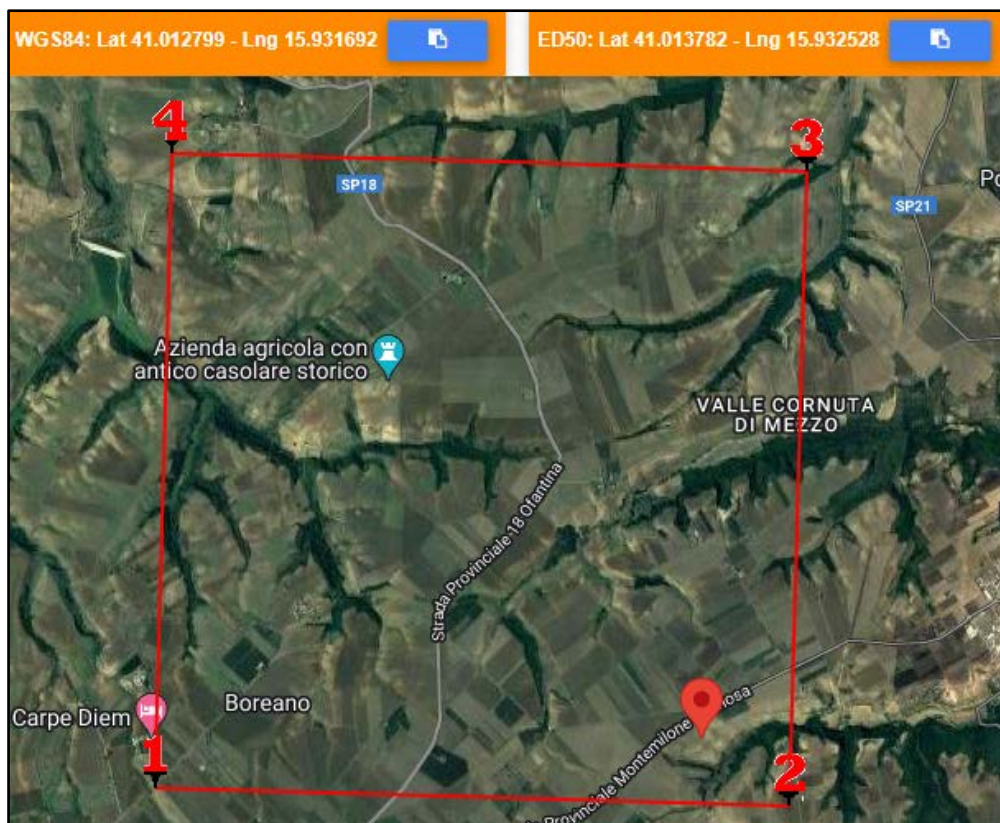 WGS84: Lat 41.012799 - Lng 15.931692
ED50: Lat 41.013782 - Lng 15.932528
4
3
SP18
SP21
Azienda agricola con
antico casolare storico
VALLE CORNUTA
DI MEZZO
Strada Provinciale 18 Ofantina
Carpe Diem
Boreano
Provinciale Montemilone
1
2